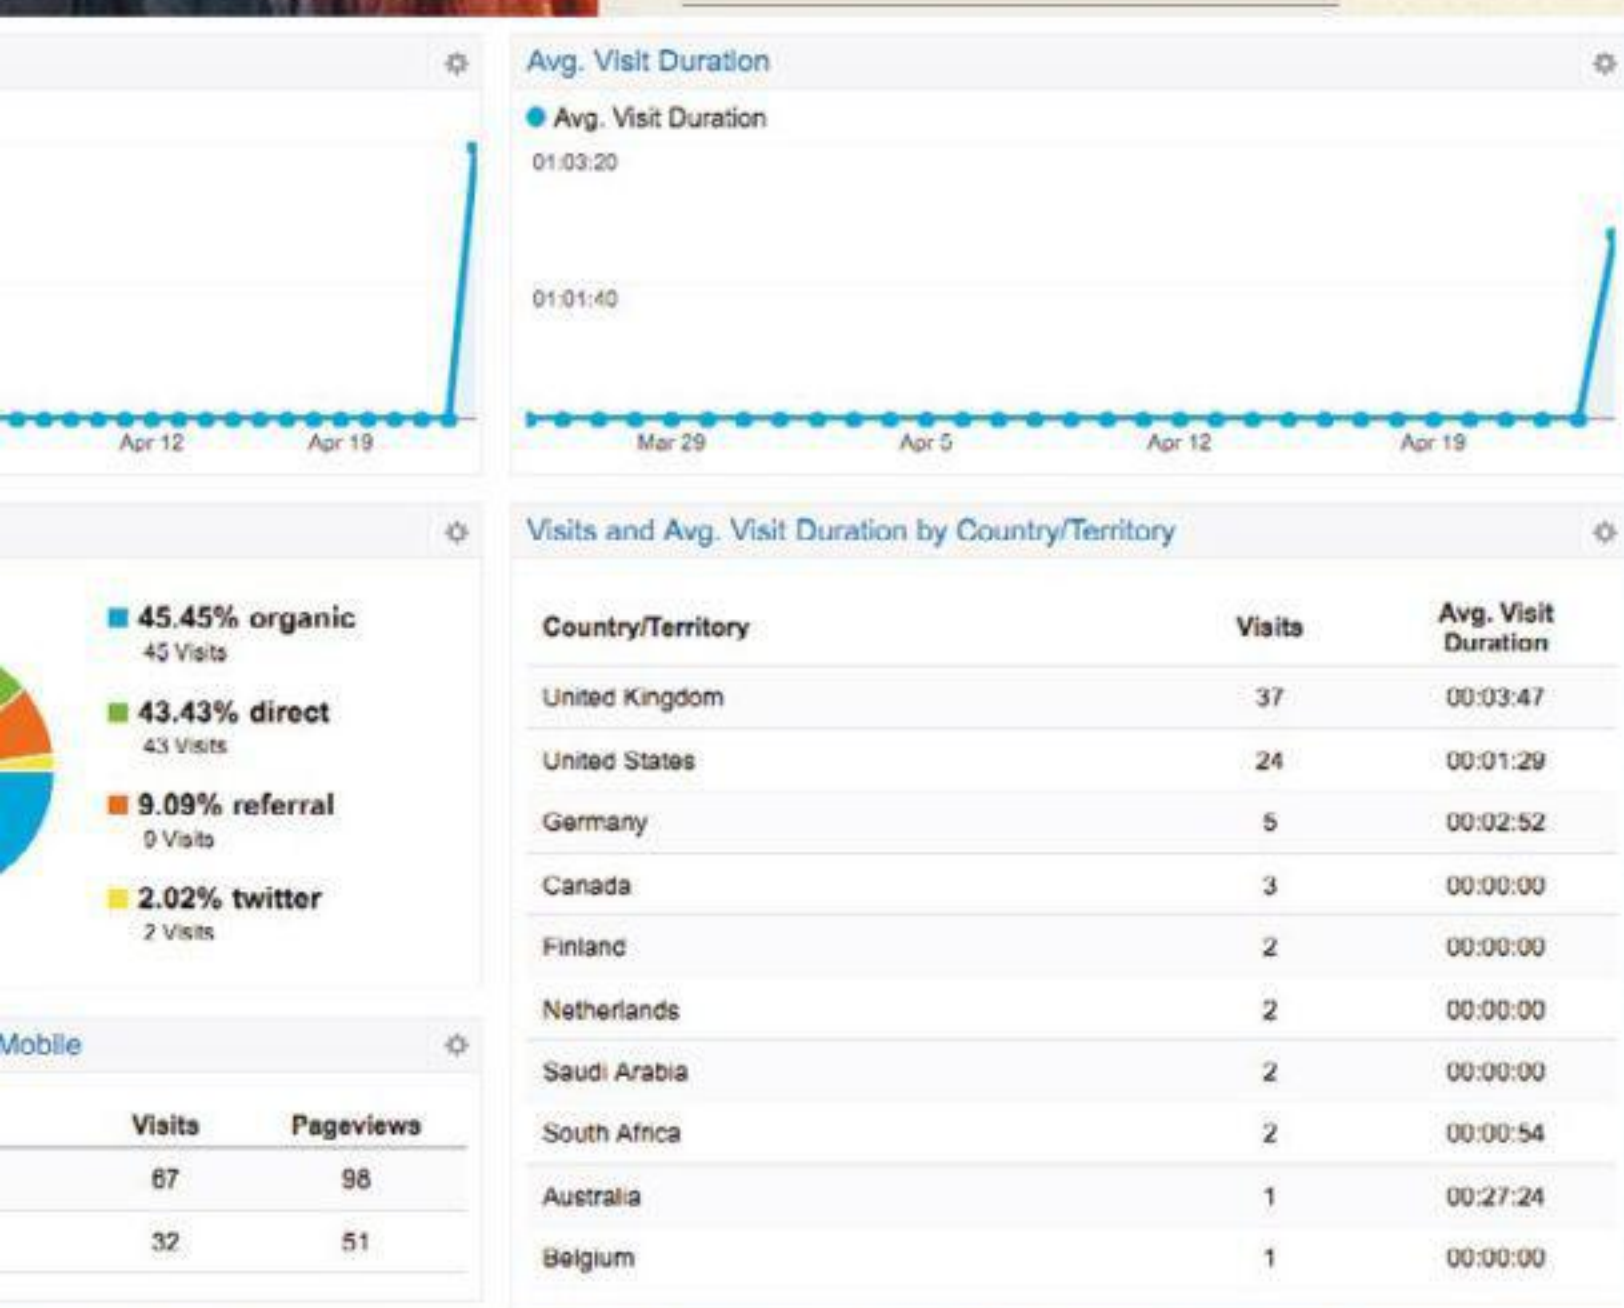 Avg. Visit Duration
Avg. Visit Duration
01:03:20
01:01:40
Apr 12 Apr 19
Mar 29 Apr 5 Apr 12 Apr 19
45.45% organic
45 Visits
43.43% direct
43 Visits
9.09% referral
9 Visits
2.02% twitter
2 Visits
Mobile
Visits Pageviews
67 98
32 51
Visits and Avg. Visit Duration by Country/Territory
Country/Territory Visits Avg. Visit Duration
United Kingdom 37 00:03:47
United States 24 00:01:29
Germany 5 00:02:52
Canada 3 00:00:00
Finland 2 00:00:00
Netherlands 2 00:00:00
Saudi Arabia 2 00:00:00
South Africa 2 00:00:54
Australia 1 00:27:24
Belgium 1 00:00:00